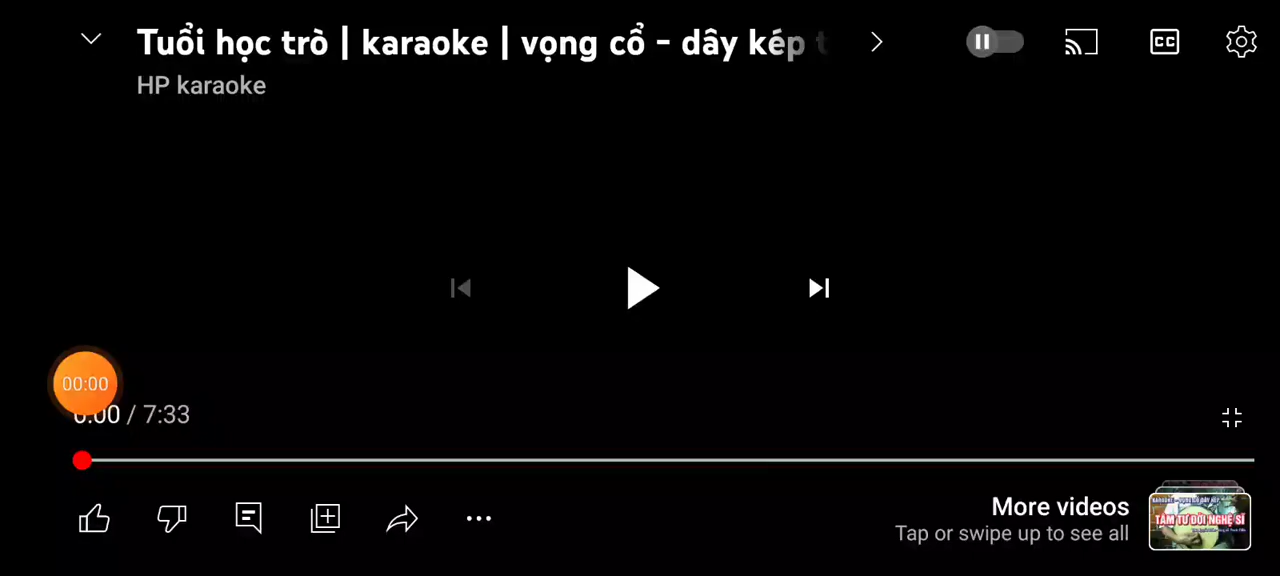 Tuổi học trò | karaoke | vọng cổ - dây kép
HP karaoke
CC
00:00
0:00 / 7:33
More videos
Tap or swipe up to see all
TÂM TƯ ĐỜI NGHỆ SĨ